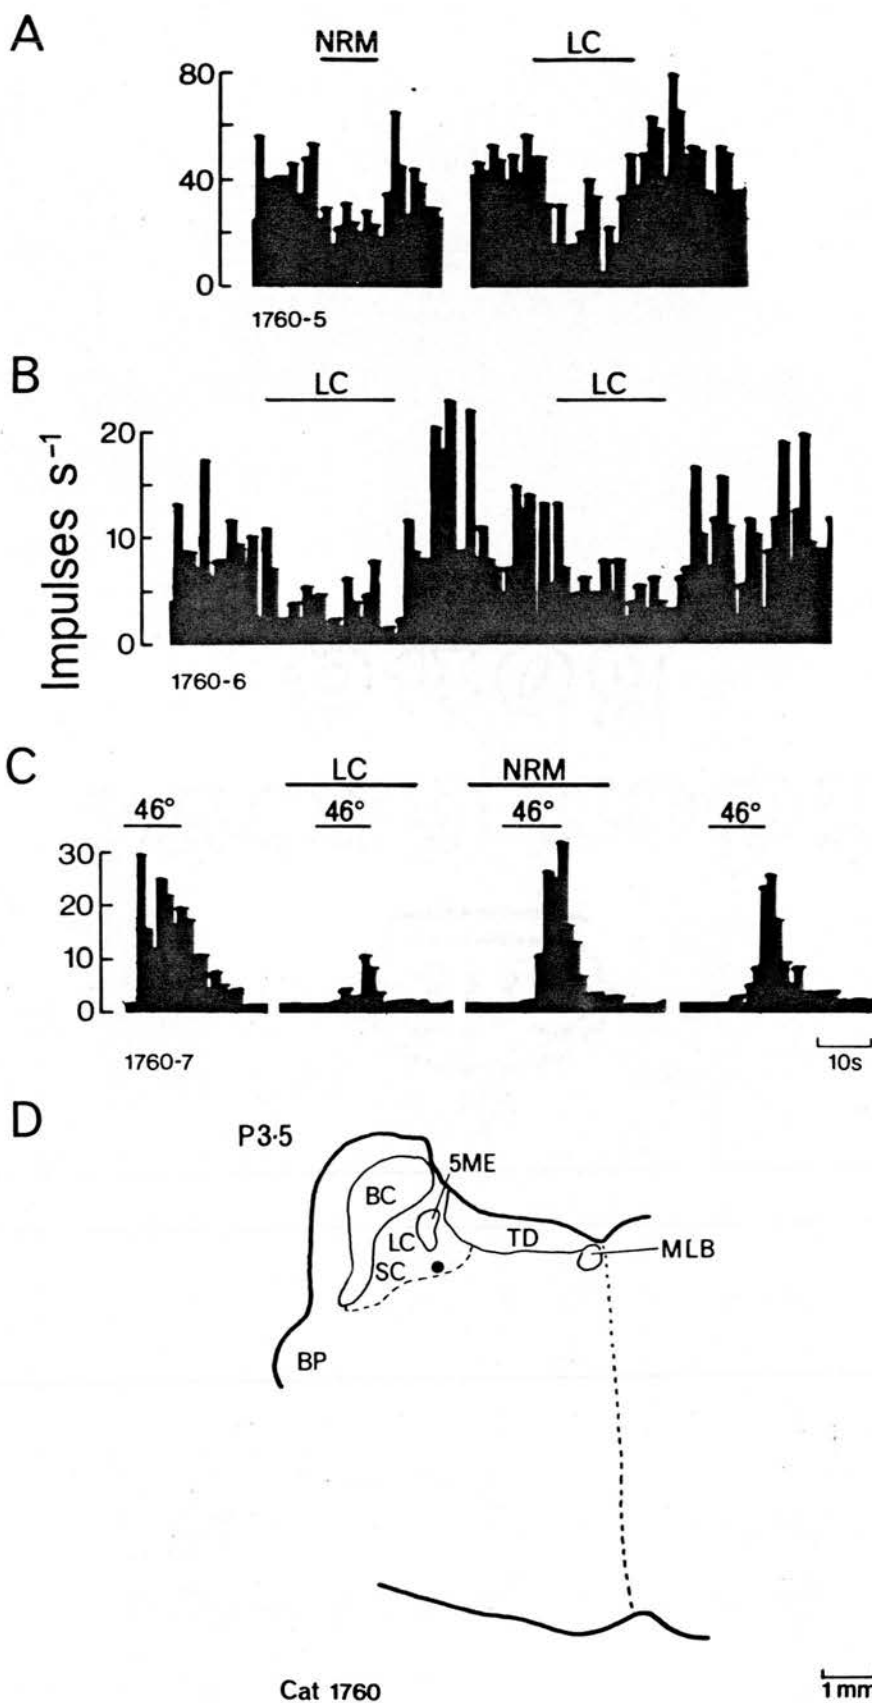 A
NRM LC
80
40
0
1760-5
B
LC LC
20
10
0
Impulses s⁻¹
1760-6
C
LC NRM
46° 46° 46° 46°
30
20
10
0
1760-7
10s
D
P3·5
5ME
BC
LC
TD
MLB
SC
BP
Cat 1760
1mm